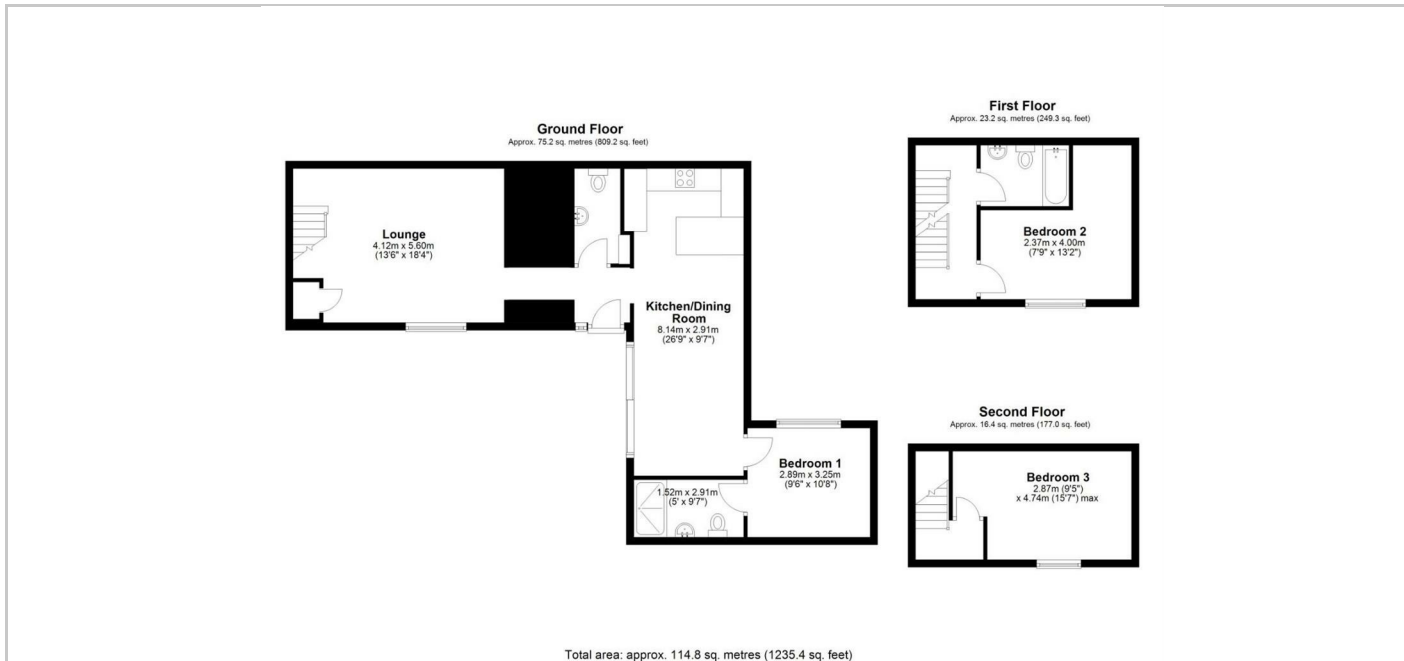 Ground Floor
Approx. 75.2 sq. metres (809.2 sq. feet)
Lounge
4.12m x 5.60m
(13'6" x 18'4")
Kitchen/Dining
Room
8.14m x 2.91m
(26'9" x 9'7")
Bedroom 1
2.89m x 3.25m
(9'6" x 10'8")
1.52m x 2.91m
(5' x 9'7")
First Floor
Approx. 23.2 sq. metres (249.3 sq. feet)
Bedroom 2
2.37m x 4.00m
(7'9" x 13'2")
Second Floor
Approx. 16.4 sq. metres (177.0 sq. feet)
Bedroom 3
2.87m (9'5")
x 4.74m (15'7") max
Total area: approx. 114.8 sq. metres (1235.4 sq. feet)